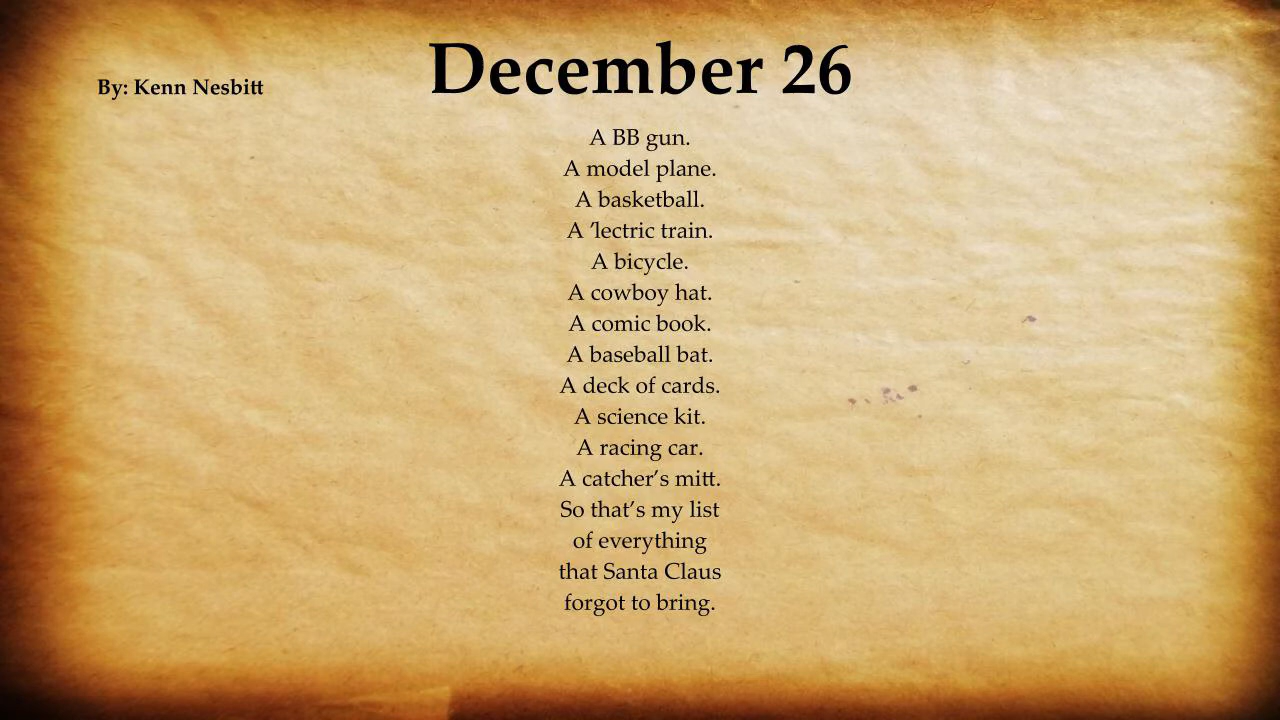 December 26
By: Kenn Nesbitt
A BB gun.
A model plane.
A basketball.
A ’lectric train.
A bicycle.
A cowboy hat.
A comic book.
A baseball bat.
A deck of cards.
A science kit.
A racing car.
A catcher’s mitt.
So that’s my list
of everything
that Santa Claus
forgot to bring.